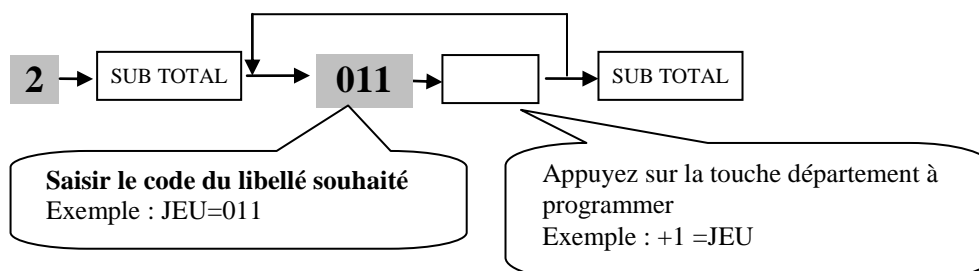 2 SUB TOTAL 011 SUB TOTAL
Saisir le code du libellé souhaité
Exemple : JEU=011
Appuyez sur la touche département à
programmer
Exemple : +1 =JEU